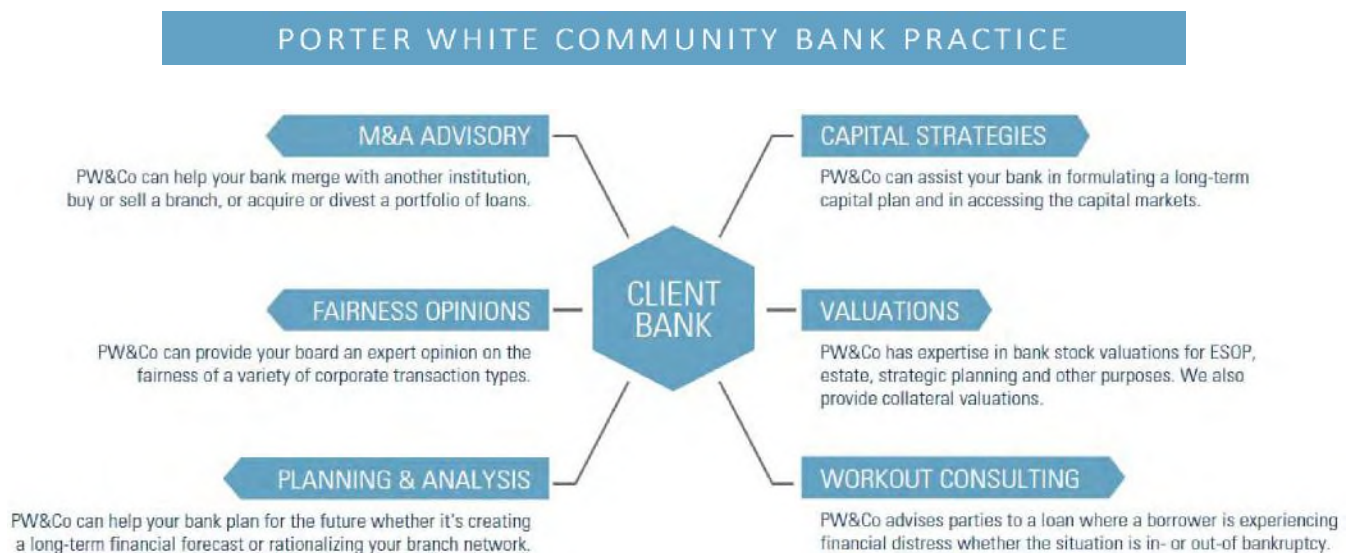 PORTER WHITE COMMUNITY BANK PRACTICE
M&A ADVISORY
PW&Co can help your bank merge with another institution,
buy or sell a branch, or acquire or divest a portfolio of loans.
CAPITAL STRATEGIES
PW&Co can assist your bank in formulating a long-term
capital plan and in accessing the capital markets.
CLIENT
BANK
FAIRNESS OPINIONS
PW&Co can provide your board an expert opinion on the
fairness of a variety of corporate transaction types.
VALUATIONS
PW&Co has expertise in bank stock valuations for ESOP,
estate, strategic planning and other purposes. We also
provide collateral valuations.
PLANNING & ANALYSIS
PW&Co can help your bank plan for the future whether it's creating
a long-term financial forecast or rationalizing your branch network.
WORKOUT CONSULTING
PW&Co advises parties to a loan where a borrower is experiencing
financial distress whether the situation is in- or out-of bankruptcy.